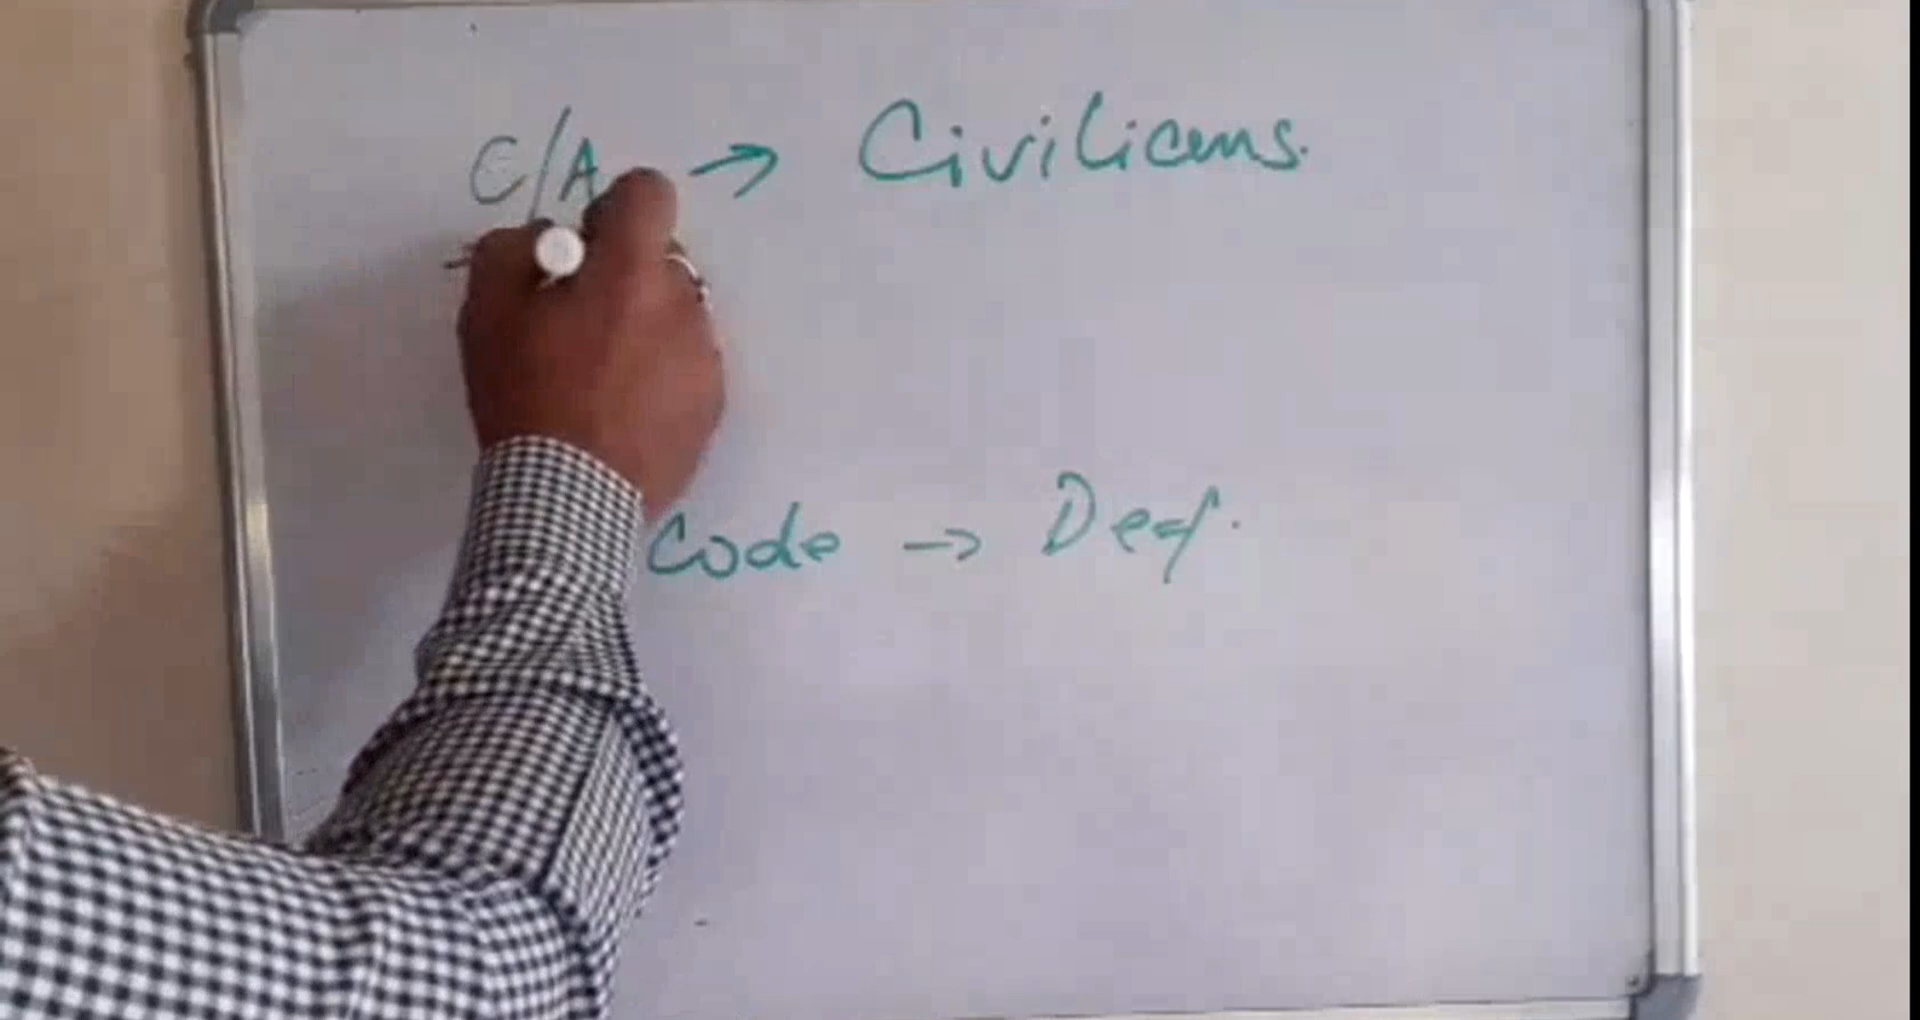 C/A → Civilians.
Code → Def.